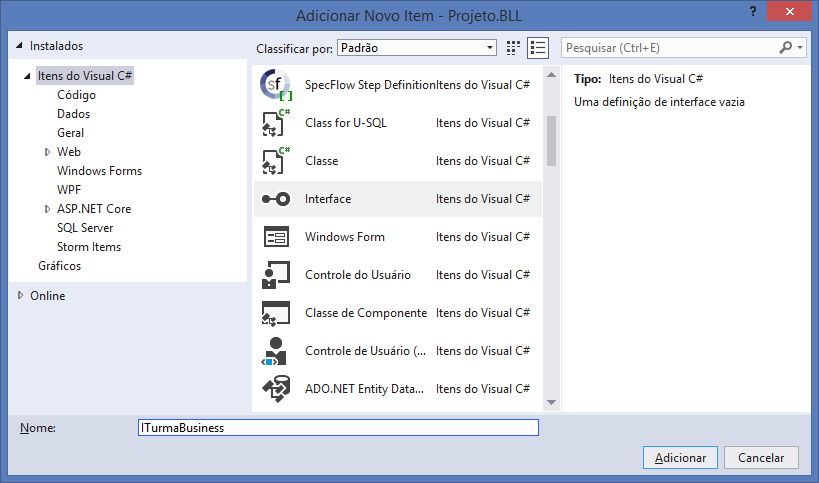 Adicionar Novo Item - Projeto.BLL
?
Instalados
Itens do Visual C#
Código
Dados
Geral
Web
Windows Forms
WPF
ASP.NET Core
SQL Server
Storm Items
Gráficos
Online
Classificar por: Padrão
Pesquisar (Ctrl+E)
sf
[ ]
SpecFlow Step Definition Itens do Visual C#
C#
Class for U-SQL Itens do Visual C#
C#
Classe Itens do Visual C#
Interface Itens do Visual C#
Windows Form Itens do Visual C#
Controle do Usuário Itens do Visual C#
Classe de Componente Itens do Visual C#
Controle de Usuário (... Itens do Visual C#
ADO.NET Entity Data... Itens do Visual C#
Tipo: Itens do Visual C#
Uma definição de interface vazia
Nome: ITurmaBusiness
Adicionar Cancelar